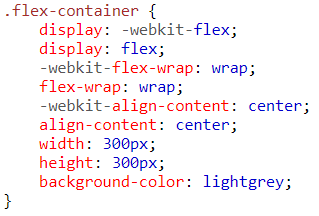 .flex-container {
    display: -webkit-flex;
    display: flex;
    -webkit-flex-wrap: wrap;
    flex-wrap: wrap;
    -webkit-align-content: center;
    align-content: center;
    width: 300px;
    height: 300px;
    background-color: lightgrey;
}